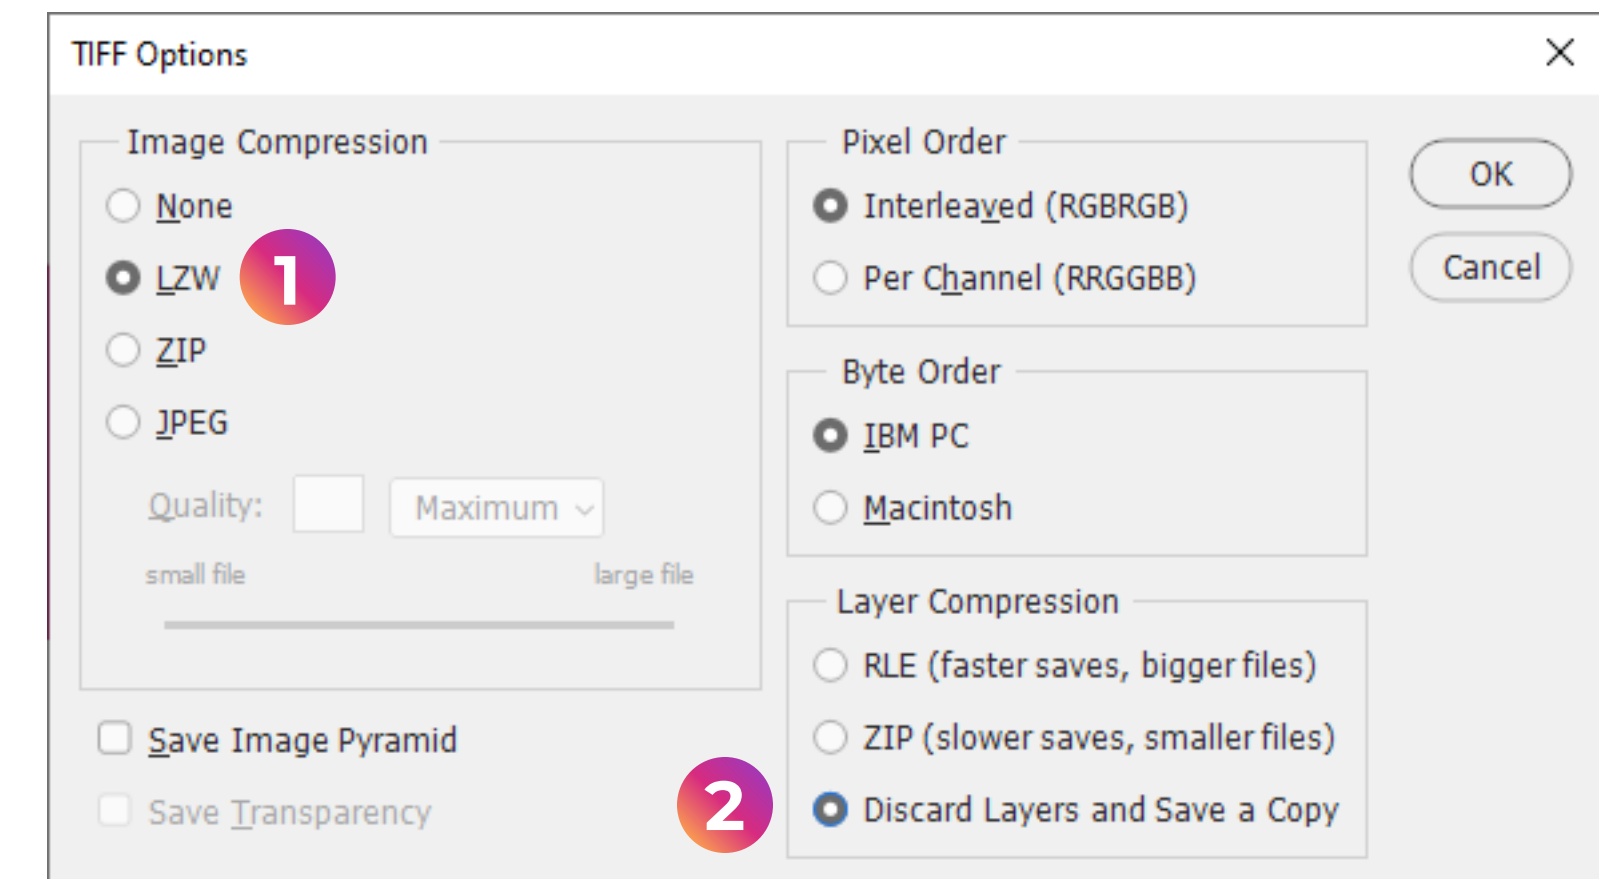 TIFF Options
Image Compression
None
LZW
1
ZIP
JPEG
Quality:
Maximum
small file
large file
Save Image Pyramid
Save Transparency
Pixel Order
Interleaved (RGBRGB)
Per Channel (RRGGBB)
Byte Order
IBM PC
Macintosh
Layer Compression
RLE (faster saves, bigger files)
ZIP (slower saves, smaller files)
2
Discard Layers and Save a Copy
OK
Cancel